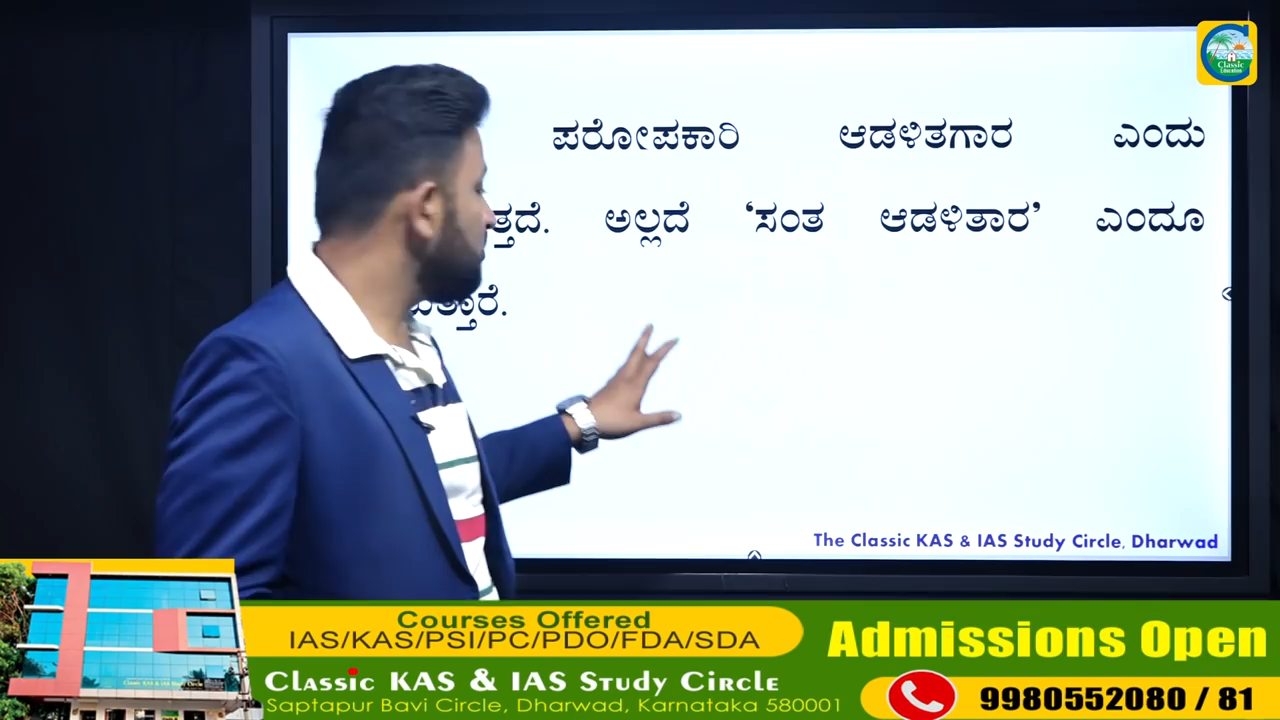 Classic
Education
ಪರೋಪಕಾರಿ ಆಡಳಿತಗಾರ ಎಂದು
ಅಲ್ಲದೆ ‘ಸಂತ ಆಡಳಿತಾರ’ ಎಂದೂ
The Classic KAS & IAS Study Circle, Dharwad
Courses Offered
IAS/KAS/PSI/PC/PDO/FDA/SDA
Admissions Open
Classic KAS & IAS Study Circle
Saptapur Bavi Circle, Dharwad, Karnataka 580001
9980552080 / 81